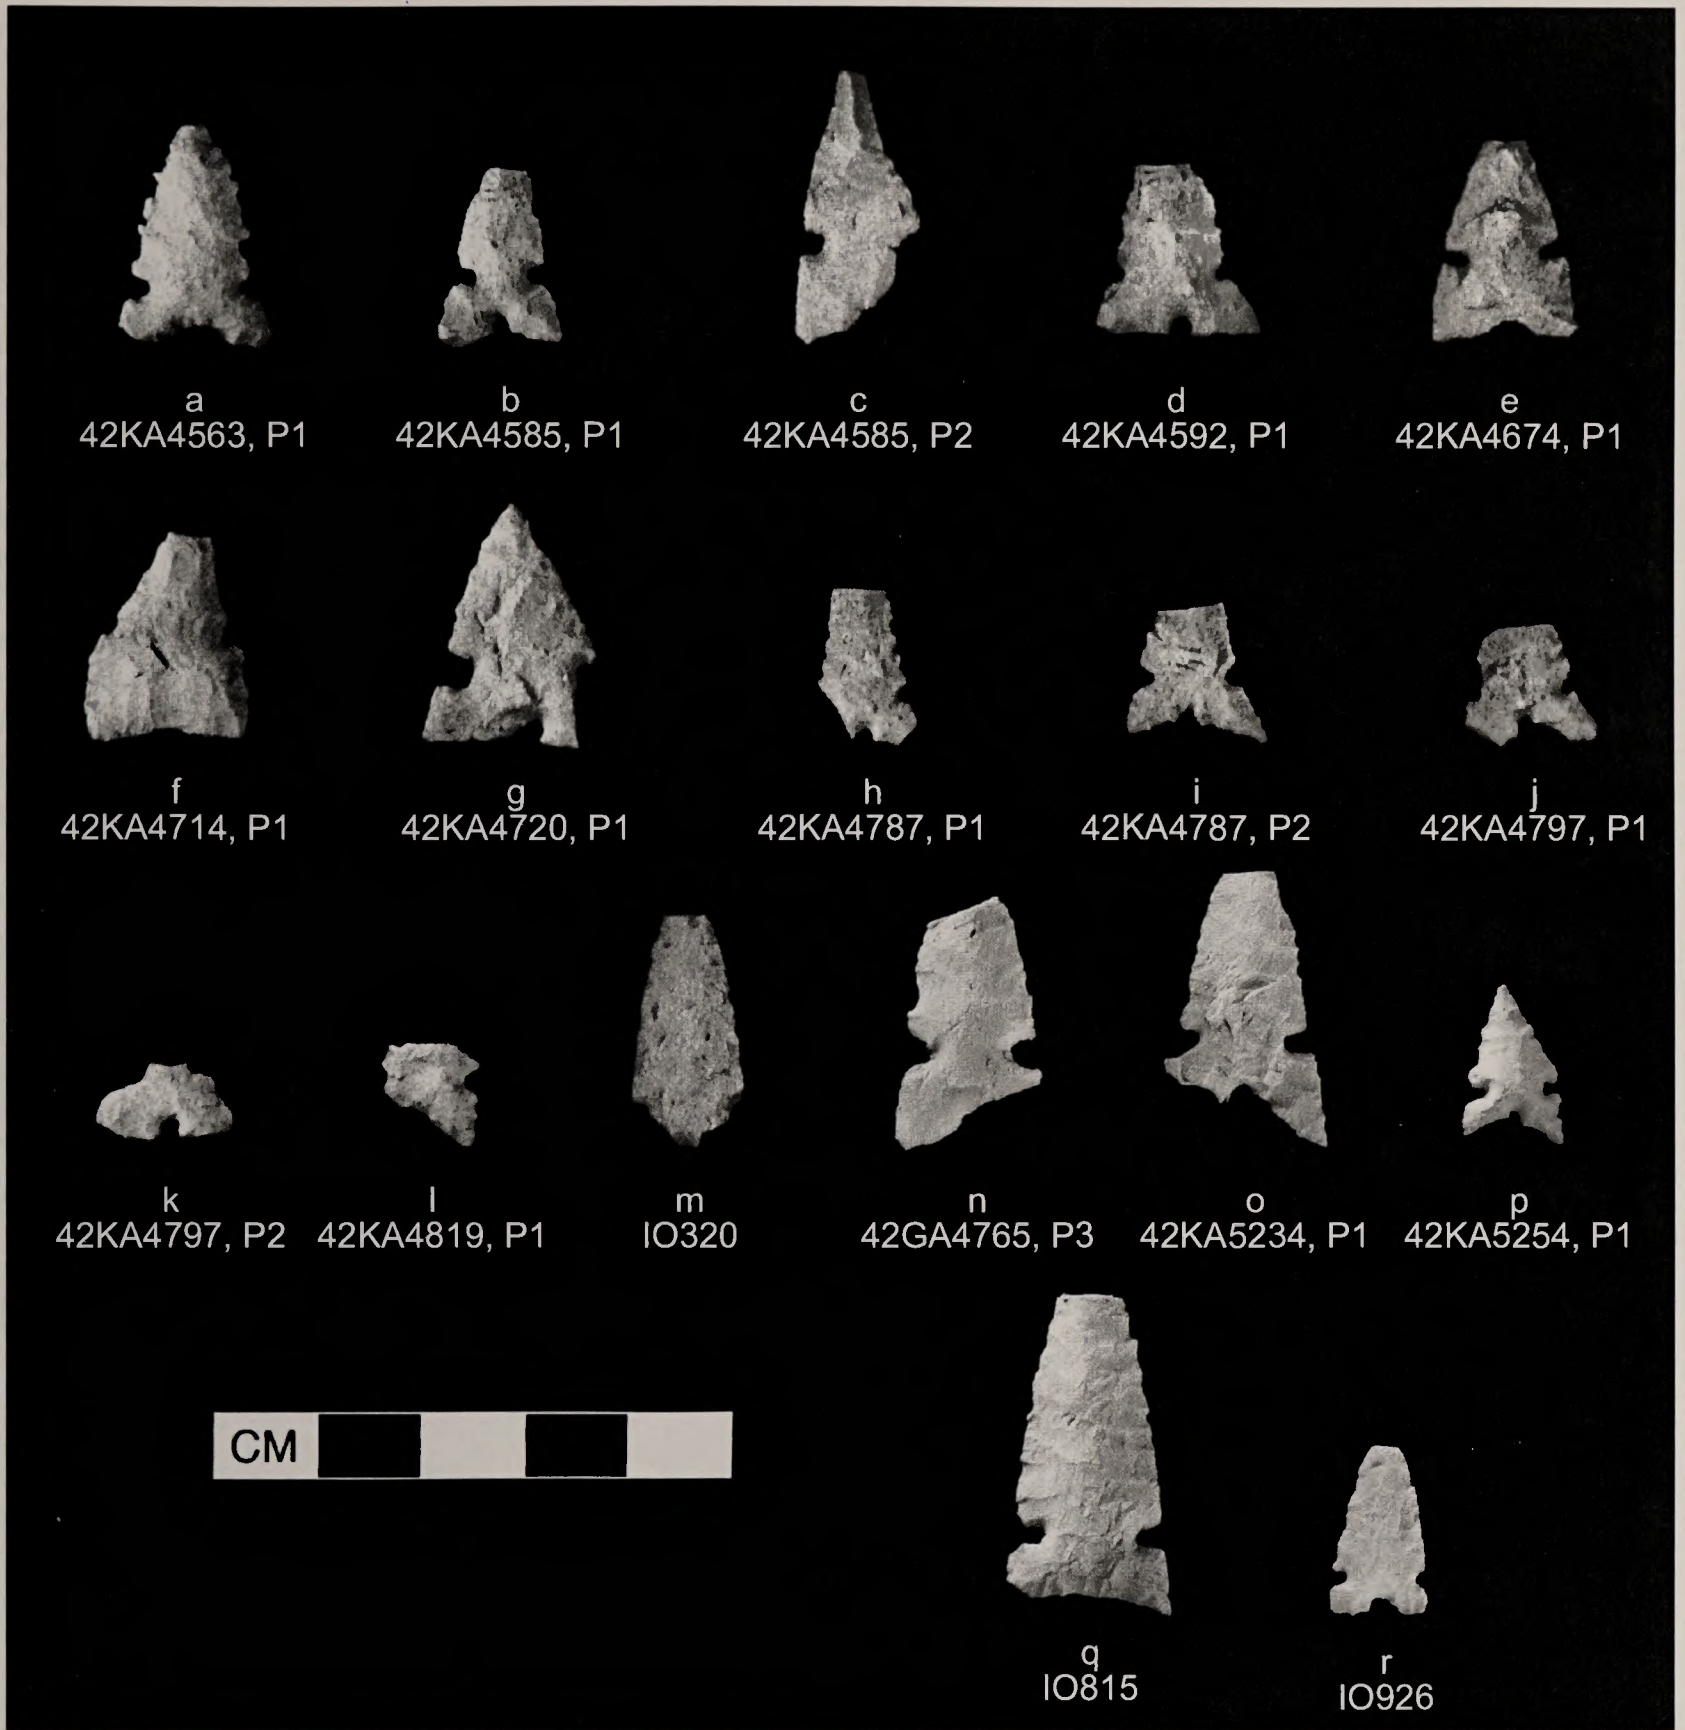 a
42KA4563, P1
b
42KA4585, P1
c
42KA4585, P2
d
42KA4592, P1
e
42KA4674, P1
f
42KA4714, P1
g
42KA4720, P1
h
42KA4787, P1
i
42KA4787, P2
j
42KA4797, P1
k
42KA4797, P2
l
42KA4819, P1
m
IO320
n
42GA4765, P3
o
42KA5234, P1
p
42KA5254, P1
CM
q
IO815
r
IO926